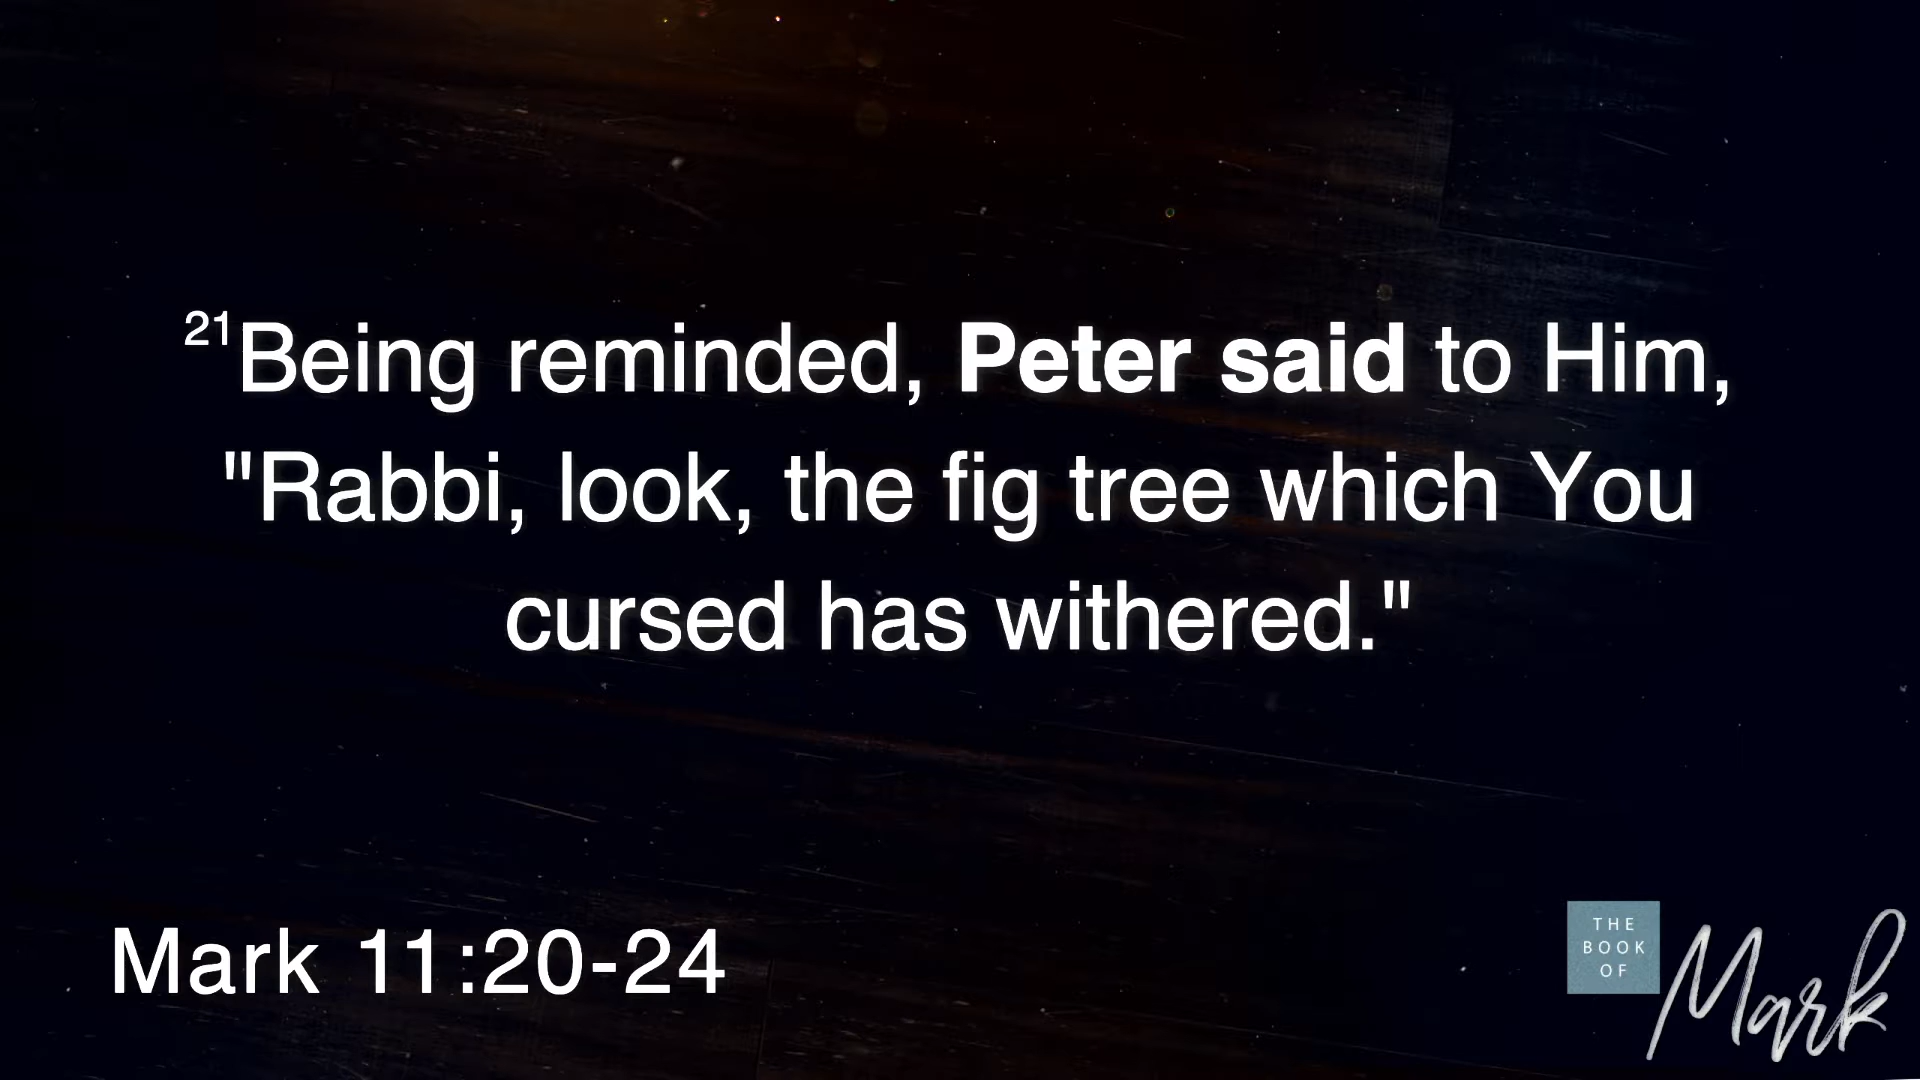 21Being reminded, Peter said to Him,
"Rabbi, look, the fig tree which You
cursed has withered."
Mark 11:20-24
THE
BOOK
OF
Mark